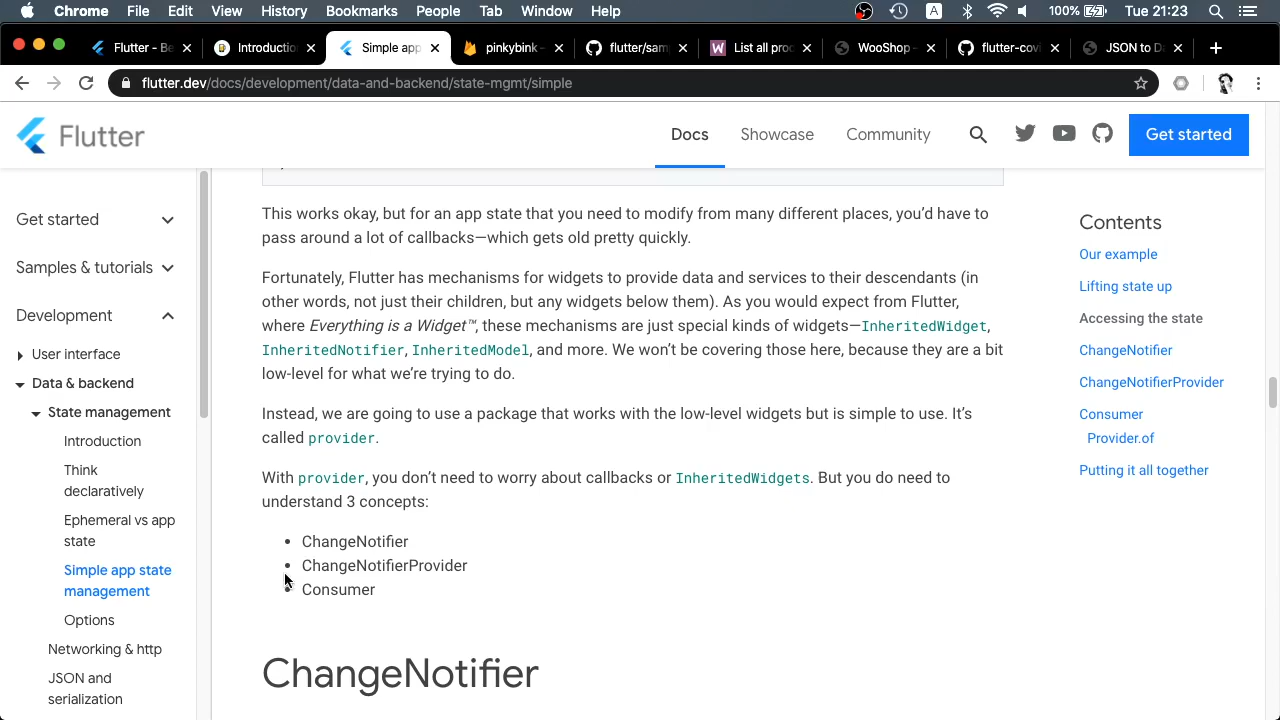 Chrome File Edit View History Bookmarks People Tab Window Help A 100% Tue 21:23
Flutter - Be Introductio Simple app pinkybink - flutter/sam List all pro WooShop - flutter-covi JSON to Da
flutter.dev/docs/development/data-and-backend/state-mgmt/simple
Flutter Docs Showcase Community Get started
Get started
Samples & tutorials
Development
User interface
Data & backend
State management
Introduction
Think
declaratively
Ephemeral vs app
state
Simple app state
management
Options
Networking & http
JSON and
serialization
This works okay, but for an app state that you need to modify from many different places, you’d have to
pass around a lot of callbacks—which gets old pretty quickly.
Fortunately, Flutter has mechanisms for widgets to provide data and services to their descendants (in
other words, not just their children, but any widgets below them). As you would expect from Flutter,
where Everything is a Widget™, these mechanisms are just special kinds of widgets—InheritedWidget,
InheritedNotifier, InheritedModel, and more. We won’t be covering those here, because they are a bit
low-level for what we’re trying to do.
Instead, we are going to use a package that works with the low-level widgets but is simple to use. It’s
called provider.
With provider, you don’t need to worry about callbacks or InheritedWidgets. But you do need to
understand 3 concepts:
• ChangeNotifier
• ChangeNotifierProvider
• Consumer
ChangeNotifier
Contents
Our example
Lifting state up
Accessing the state
ChangeNotifier
ChangeNotifierProvider
Consumer
Provider.of
Putting it all together